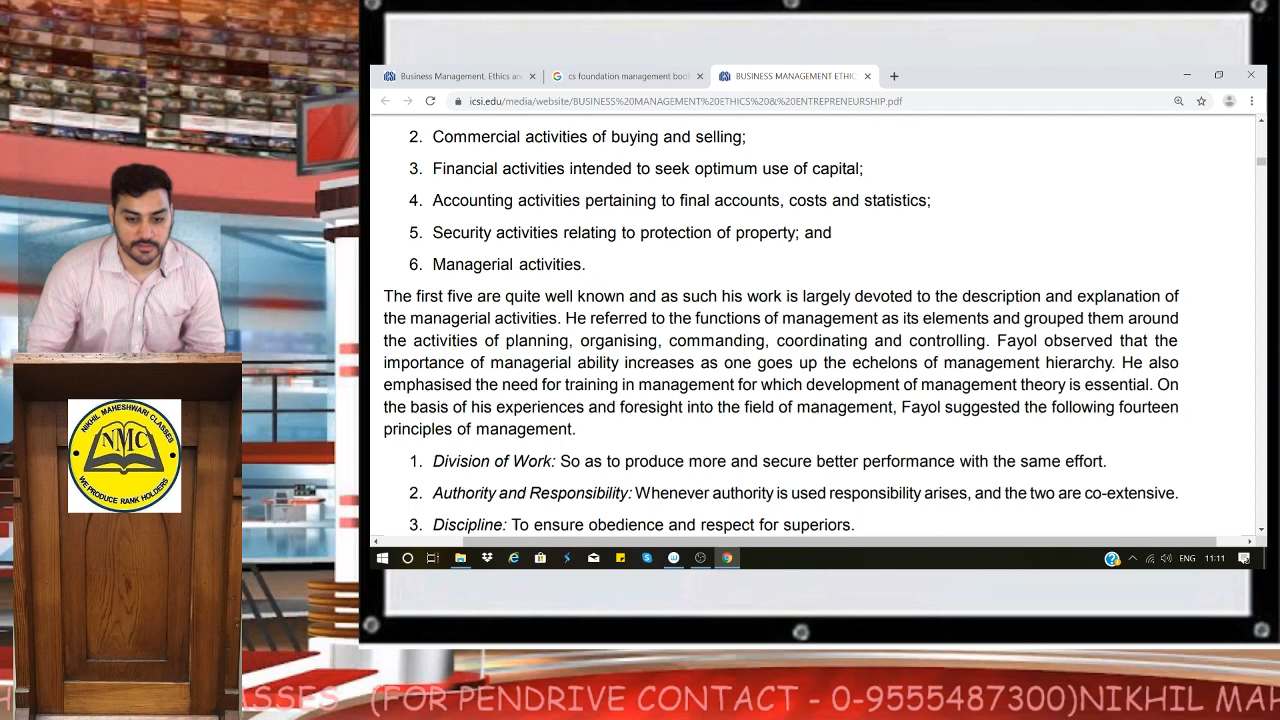 Business Management, Ethics an
cs foundation management boo
BUSINESS MANAGEMENT ETHIC
icsi.edu/media/website/BUSINESS%20MANAGEMENT%20ETHICS%20&%20ENTREPRENEURSHIP.pdf
2. Commercial activities of buying and selling;
3. Financial activities intended to seek optimum use of capital;
4. Accounting activities pertaining to final accounts, costs and statistics;
5. Security activities relating to protection of property; and
6. Managerial activities.
The first five are quite well known and as such his work is largely devoted to the description and explanation of
the managerial activities. He referred to the functions of management as its elements and grouped them around
the activities of planning, organising, commanding, coordinating and controlling. Fayol observed that the
importance of managerial ability increases as one goes up the echelons of management hierarchy. He also
emphasised the need for training in management for which development of management theory is essential. On
the basis of his experiences and foresight into the field of management, Fayol suggested the following fourteen
principles of management.
1. Division of Work: So as to produce more and secure better performance with the same effort.
2. Authority and Responsibility: Whenever authority is used responsibility arises, and the two are co-extensive.
3. Discipline: To ensure obedience and respect for superiors.
ENG 11:11
NIKHIL MAHESHWARI CLASSES
NMC
WE PRODUCE RANK HOLDERS
ASSES (FOR PENDRIVE CONTACT - 0-9555487300)NIKHIL MAH